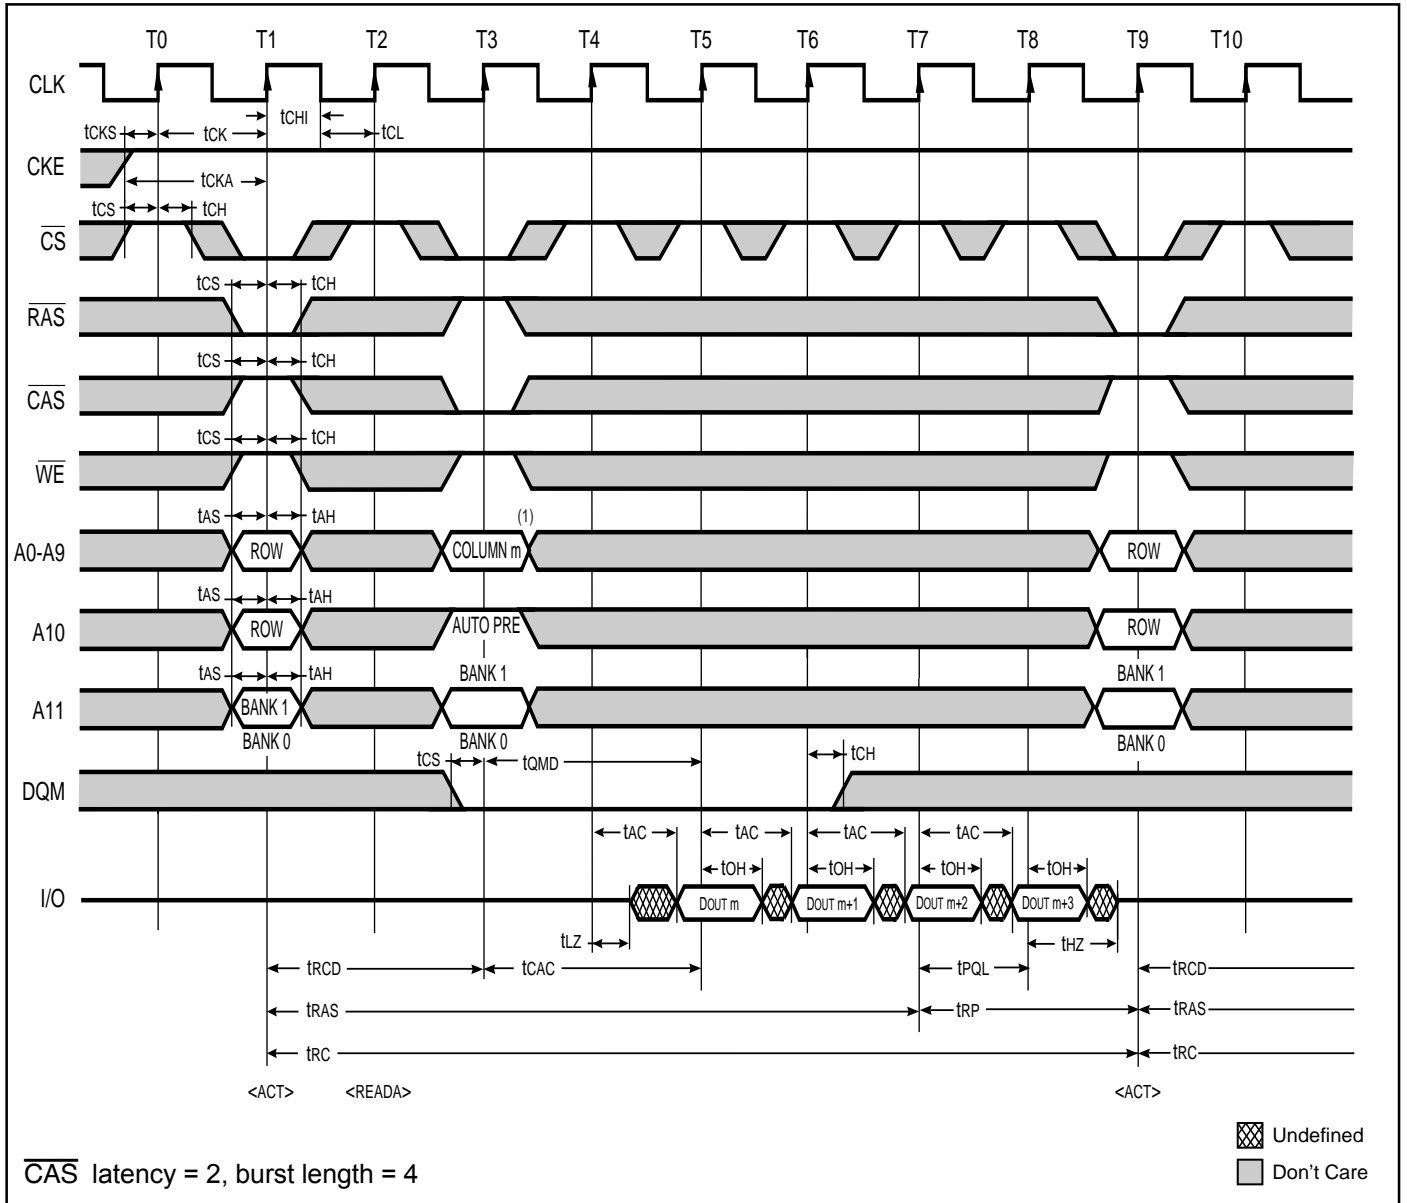 T0 T1 T2 T3 T4 T5 T6 T7 T8 T9 T10
CLK
tCHI
tCKS tCK tCL
CKE
tCKA
tCS tCH
CS
tCS tCH
RAS
tCS tCH
CAS
tCS tCH
WE
tAS tAH (1)
A0-A9 ROW COLUMN m ROW
tAS tAH
A10 ROW AUTO PRE ROW
tAS tAH BANK 1 BANK 1
A11 BANK 1
BANK 0 BANK 0 BANK 0
tCS tQMD tCH
DQM
tAC tAC tAC tAC
tOH tOH tOH tOH
I/O DOUT m DOUT m+1 DOUT m+2 DOUT m+3
tLZ tHZ
tRCD tCAC tPQL tRCD
tRAS tRP tRAS
tRC tRC
<ACT> <READA> <ACT>
Undefined
Don't Care
CAS latency = 2, burst length = 4